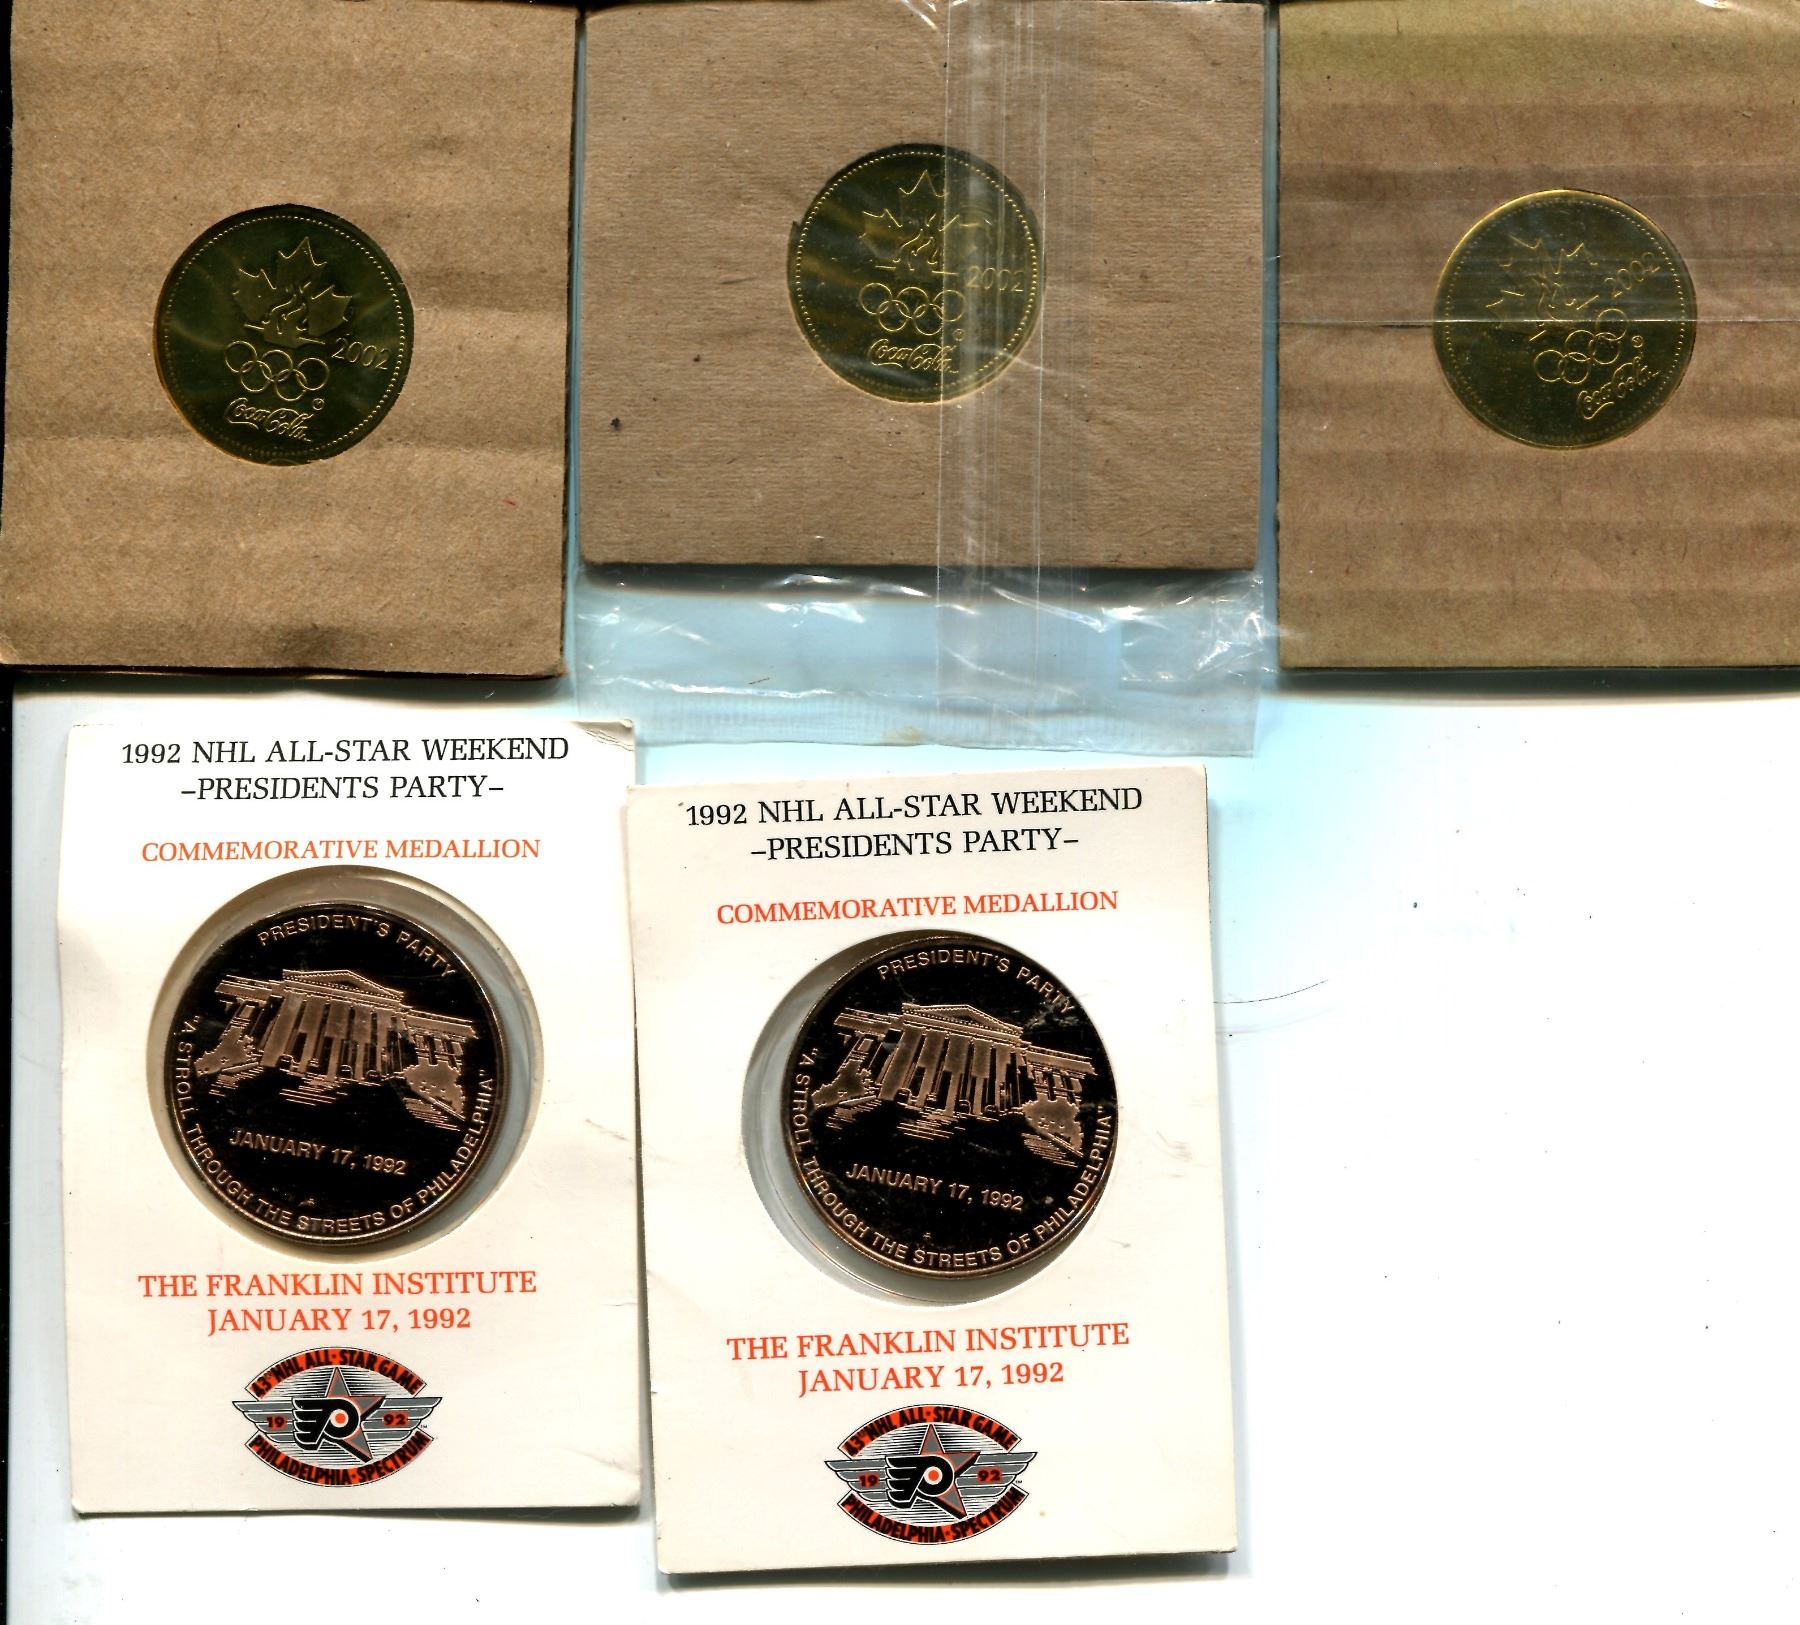 2002
Coca-Cola
2002
Coca-Cola
2002
Coca-Cola
1992 NHL ALL-STAR WEEKEND
–PRESIDENTS PARTY–
COMMEMORATIVE MEDALLION
PRESIDENT'S PARTY
JANUARY 17, 1992
"A STROLL THROUGH THE STREETS OF PHILADELPHIA"
THE FRANKLIN INSTITUTE
JANUARY 17, 1992
43rd NHL ALL·STAR GAME
19 92
PHILADELPHIA·SPECTRUM
1992 NHL ALL-STAR WEEKEND
–PRESIDENTS PARTY–
COMMEMORATIVE MEDALLION
PRESIDENT'S PARTY
JANUARY 17, 1992
"A STROLL THROUGH THE STREETS OF PHILADELPHIA"
THE FRANKLIN INSTITUTE
JANUARY 17, 1992
43rd NHL ALL·STAR GAME
19 92
PHILADELPHIA·SPECTRUM